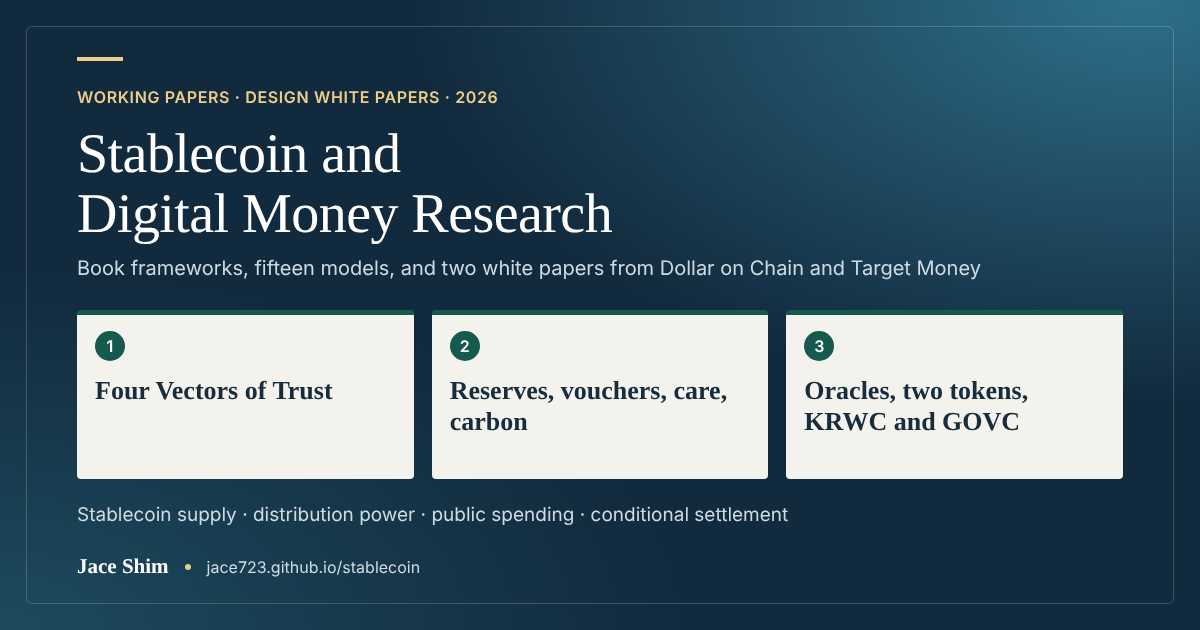 WORKING PAPERS · DESIGN WHITE PAPERS · 2026
Stablecoin and
Digital Money Research
Book frameworks, fifteen models, and two white papers from Dollar on Chain and Target Money
1
Four Vectors of Trust
2
Reserves, vouchers, care,
carbon
3
Oracles, two tokens,
KRWC and GOVC
Stablecoin supply · distribution power · public spending · conditional settlement
Jace Shim • jace723.github.io/stablecoin